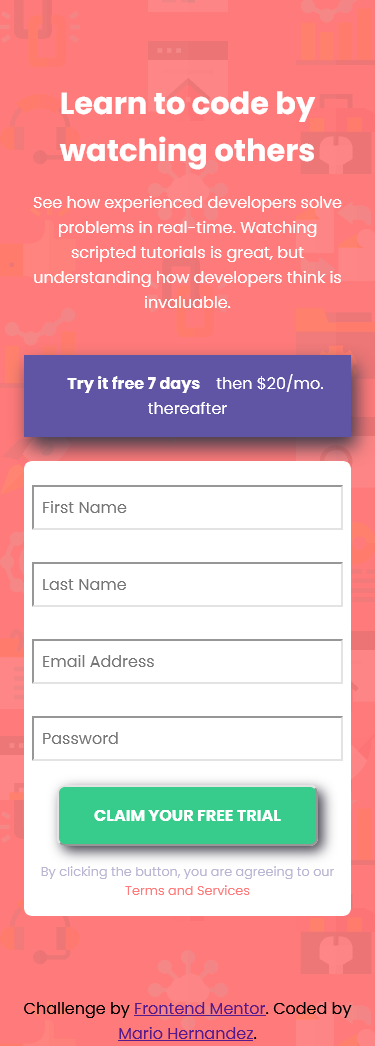 Learn to code by
watching others
See how experienced developers solve
problems in real-time. Watching
scripted tutorials is great, but
understanding how developers think is
invaluable.
Try it free 7 days then $20/mo.
thereafter
First Name
Last Name
Email Address
Password
CLAIM YOUR FREE TRIAL
By clicking the button, you are agreeing to our
Terms and Services
Challenge by Frontend Mentor. Coded by
Mario Hernandez.